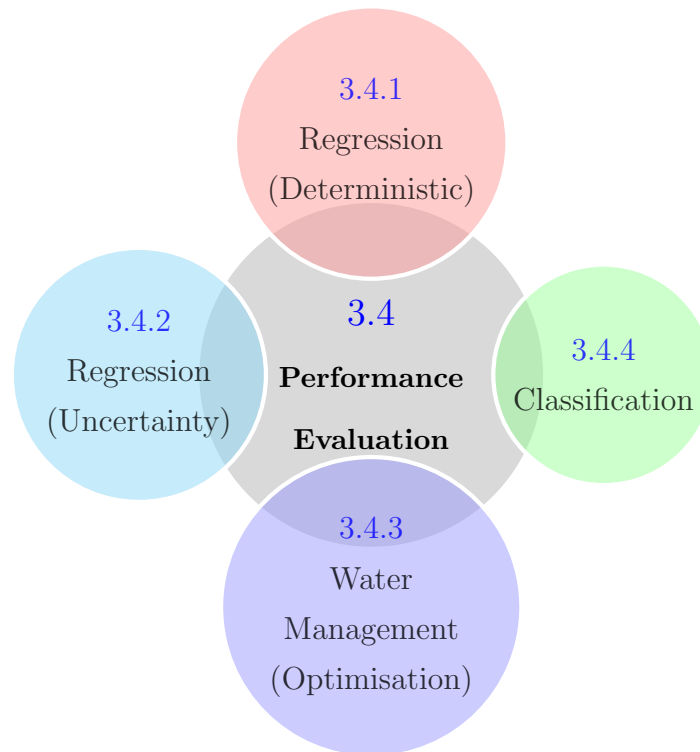 3.4.1
Regression
(Deterministic)
3.4
Performance
Evaluation
3.4.2
Regression
(Uncertainty)
3.4.4
Classification
3.4.3
Water
Management
(Optimisation)